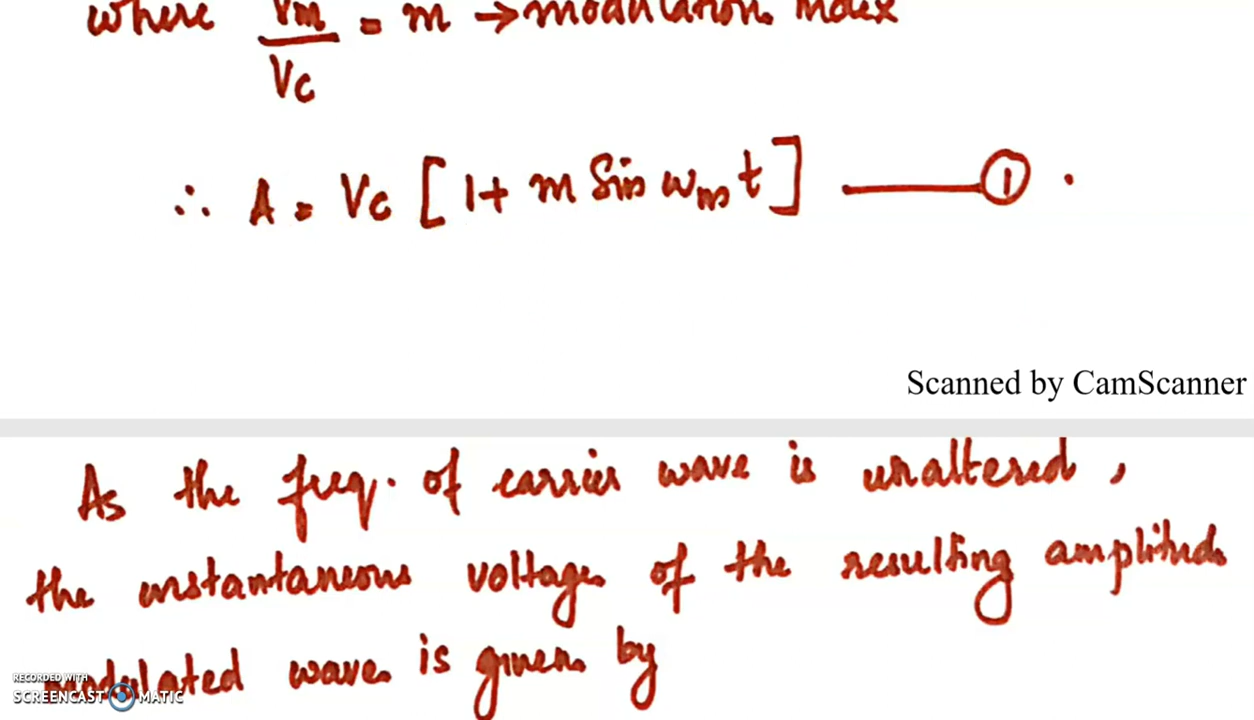 where Vm/Vc = m → modulation index
∴ A = Vc [1 + m Sin ωm t] ——— ①.
Scanned by CamScanner
As the freq. of carrier wave is unaltered,
the instantaneous voltage of the resulting amplitude
modulated wave is given by
RECORDED WITH
SCREENCAST MATIC